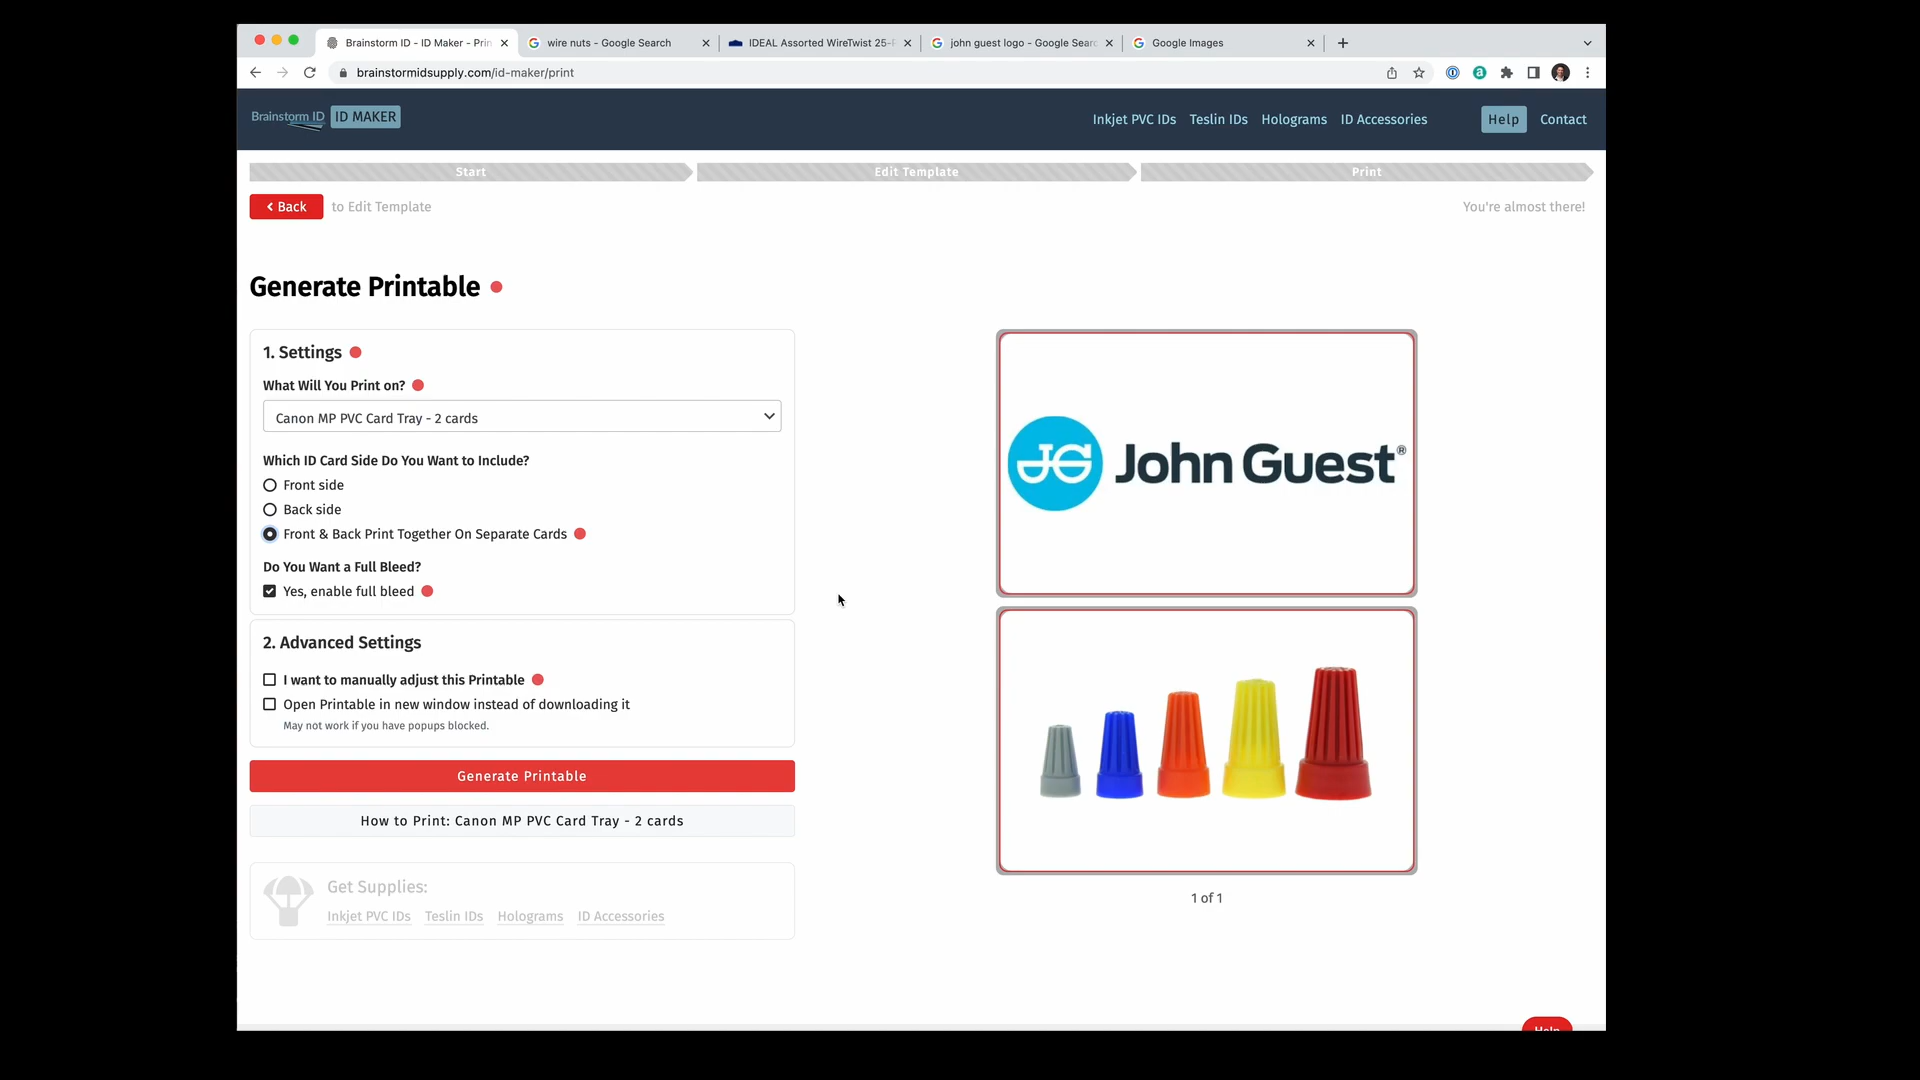 Brainstorm ID - ID Maker - Prin
wire nuts - Google Search
IDEAL Assorted WireTwist 25-P
john guest logo - Google Searc
Google Images
brainstormidsupply.com/id-maker/print
Brainstorm ID ID MAKER
Inkjet PVC IDs Teslin IDs Holograms ID Accessories Help Contact
Start Edit Template Print
Back to Edit Template You're almost there!
Generate Printable
1. Settings
What Will You Print on?
Canon MP PVC Card Tray - 2 cards
Which ID Card Side Do You Want to Include?
Front side
Back side
Front & Back Print Together On Separate Cards
Do You Want a Full Bleed?
Yes, enable full bleed
2. Advanced Settings
I want to manually adjust this Printable
Open Printable in new window instead of downloading it
May not work if you have popups blocked.
Generate Printable
How to Print: Canon MP PVC Card Tray - 2 cards
Get Supplies:
Inkjet PVC IDs Teslin IDs Holograms ID Accessories
JG John Guest®
1 of 1
Help